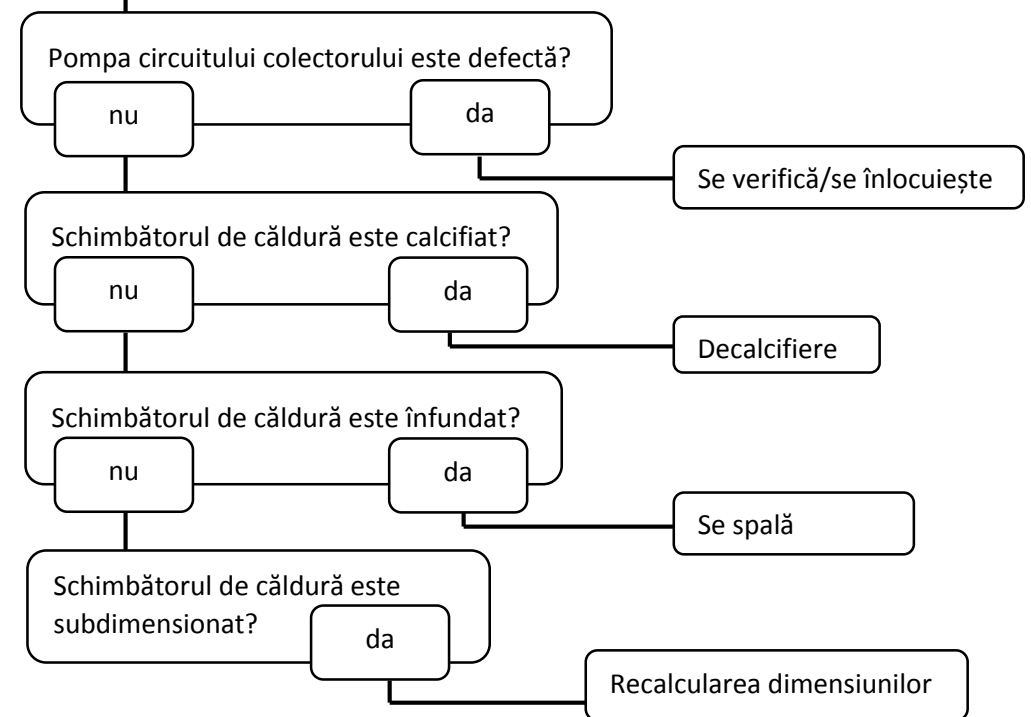 Pompa circuitului colectorului este defectă?
nu
da
Se verifică/se înlocuiește
Schimbătorul de căldură este calcifiat?
nu
da
Decalcifiere
Schimbătorul de căldură este înfundat?
nu
da
Se spală
Schimbătorul de căldură este
subdimensionat?
da
Recalcularea dimensiunilor